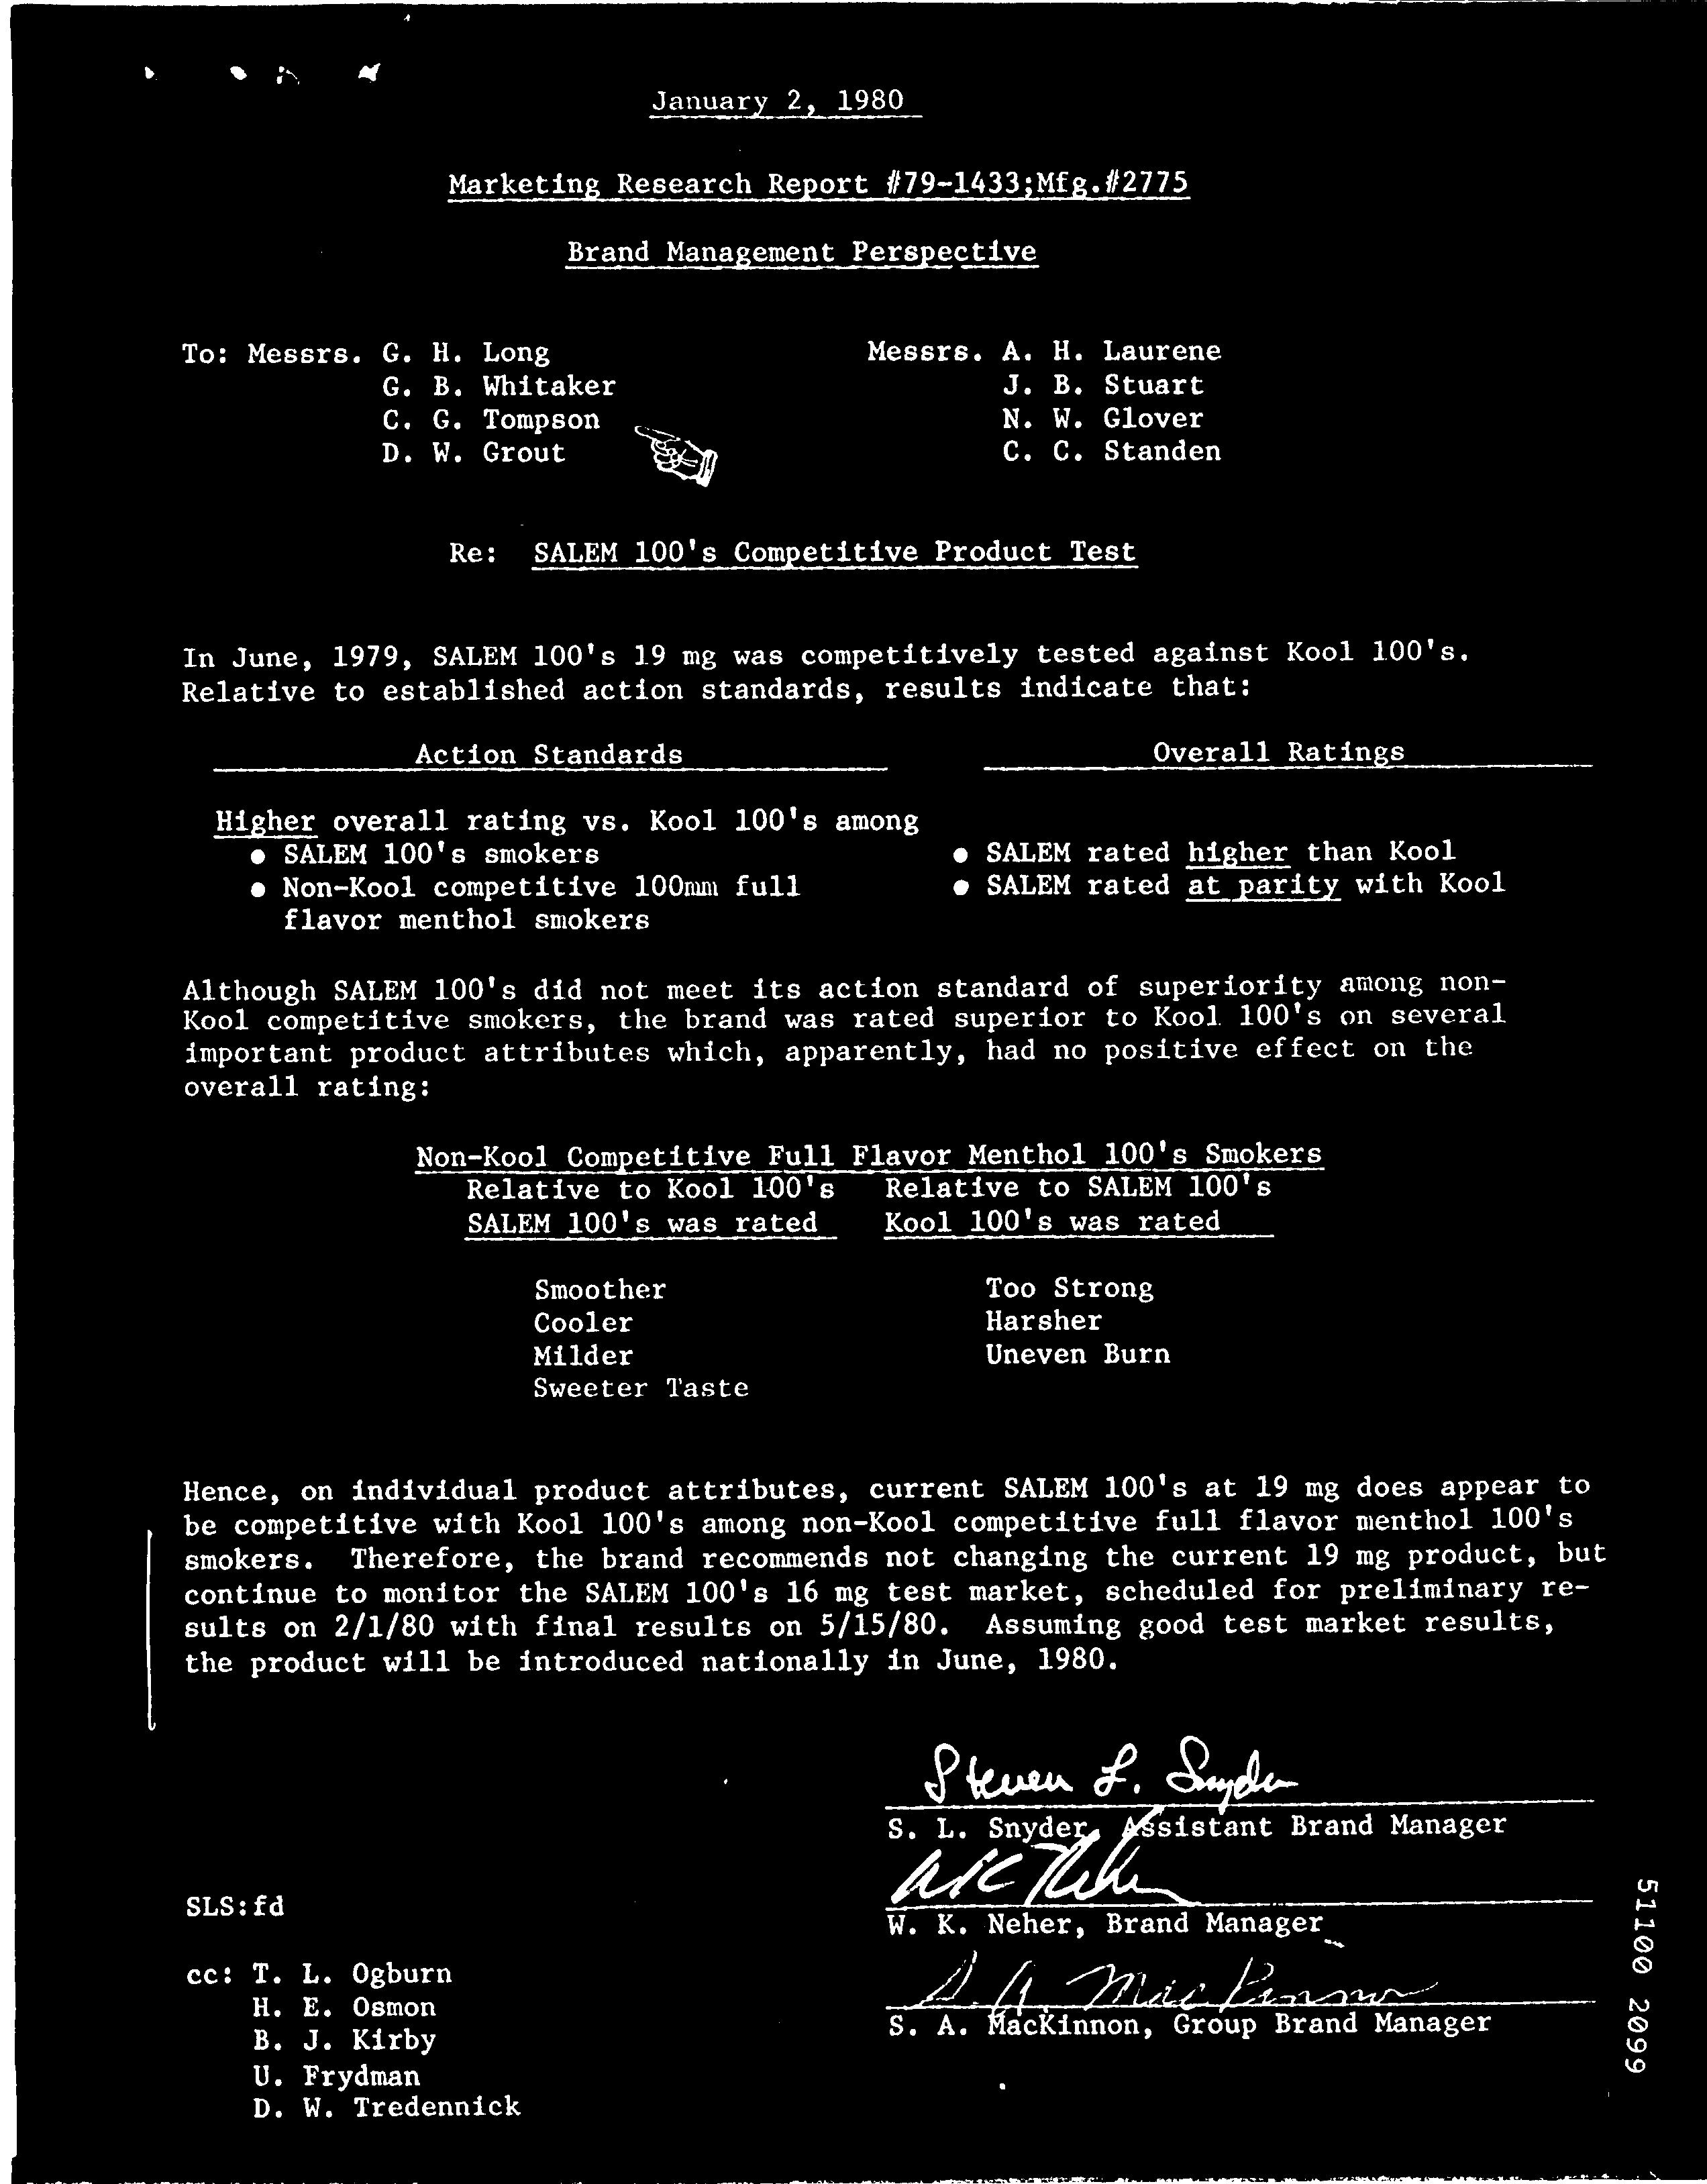 January 2, 1980
Marketing Research Report #79-1433;Mfg.#2775
Brand Management Perspective
To: Messrs. G. H. Long
G. B. Whitaker
C. G. Tompson
D. W. Grout
Messrs. A. H. Laurene
J. B. Stuart
N. W. Glover
C. C. Standen
Re: SALEM 100's Competitive Product Test
In June, 1979, SALEM 100's 19 mg was competitively tested against Kool 100's.
Relative to established action standards, results indicate that:
Action Standards Overall Ratings
Higher overall rating vs. Kool 100's among
● SALEM 100's smokers ● SALEM rated higher than Kool
● Non-Kool competitive 100mm full ● SALEM rated at parity with Kool
flavor menthol smokers
Although SALEM 100's did not meet its action standard of superiority among non-
Kool competitive smokers, the brand was rated superior to Kool 100's on several
important product attributes which, apparently, had no positive effect on the
overall rating:
Non-Kool Competitive Full Flavor Menthol 100's Smokers
Relative to Kool 100's Relative to SALEM 100's
SALEM 100's was rated Kool 100's was rated
Smoother Too Strong
Cooler Harsher
Milder Uneven Burn
Sweeter Taste
Hence, on individual product attributes, current SALEM 100's at 19 mg does appear to
be competitive with Kool 100's among non-Kool competitive full flavor menthol 100's
smokers. Therefore, the brand recommends not changing the current 19 mg product, but
continue to monitor the SALEM 100's 16 mg test market, scheduled for preliminary re-
sults on 2/1/80 with final results on 5/15/80. Assuming good test market results,
the product will be introduced nationally in June, 1980.
Steven L. Snyder
S. L. Snyder, Assistant Brand Manager
WK Neher
W. K. Neher, Brand Manager
S. A. MacKinnon
S. A. MacKinnon, Group Brand Manager
SLS:fd
cc: T. L. Ogburn
H. E. Osmon
B. J. Kirby
U. Frydman
D. W. Tredennick
51100 2099